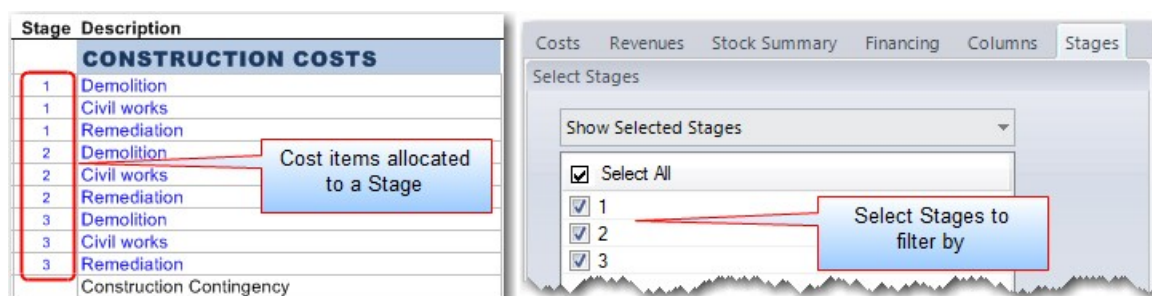 Stage Description
CONSTRUCTION COSTS
1 Demolition
1 Civil works
1 Remediation
2 Demolition
2 Civil works
2 Remediation
3 Demolition
3 Civil works
3 Remediation
Construction Contingency
Cost items allocated
to a Stage
Costs Revenues Stock Summary Financing Columns Stages
Select Stages
Show Selected Stages
Select All
1
2
3
Select Stages to
filter by